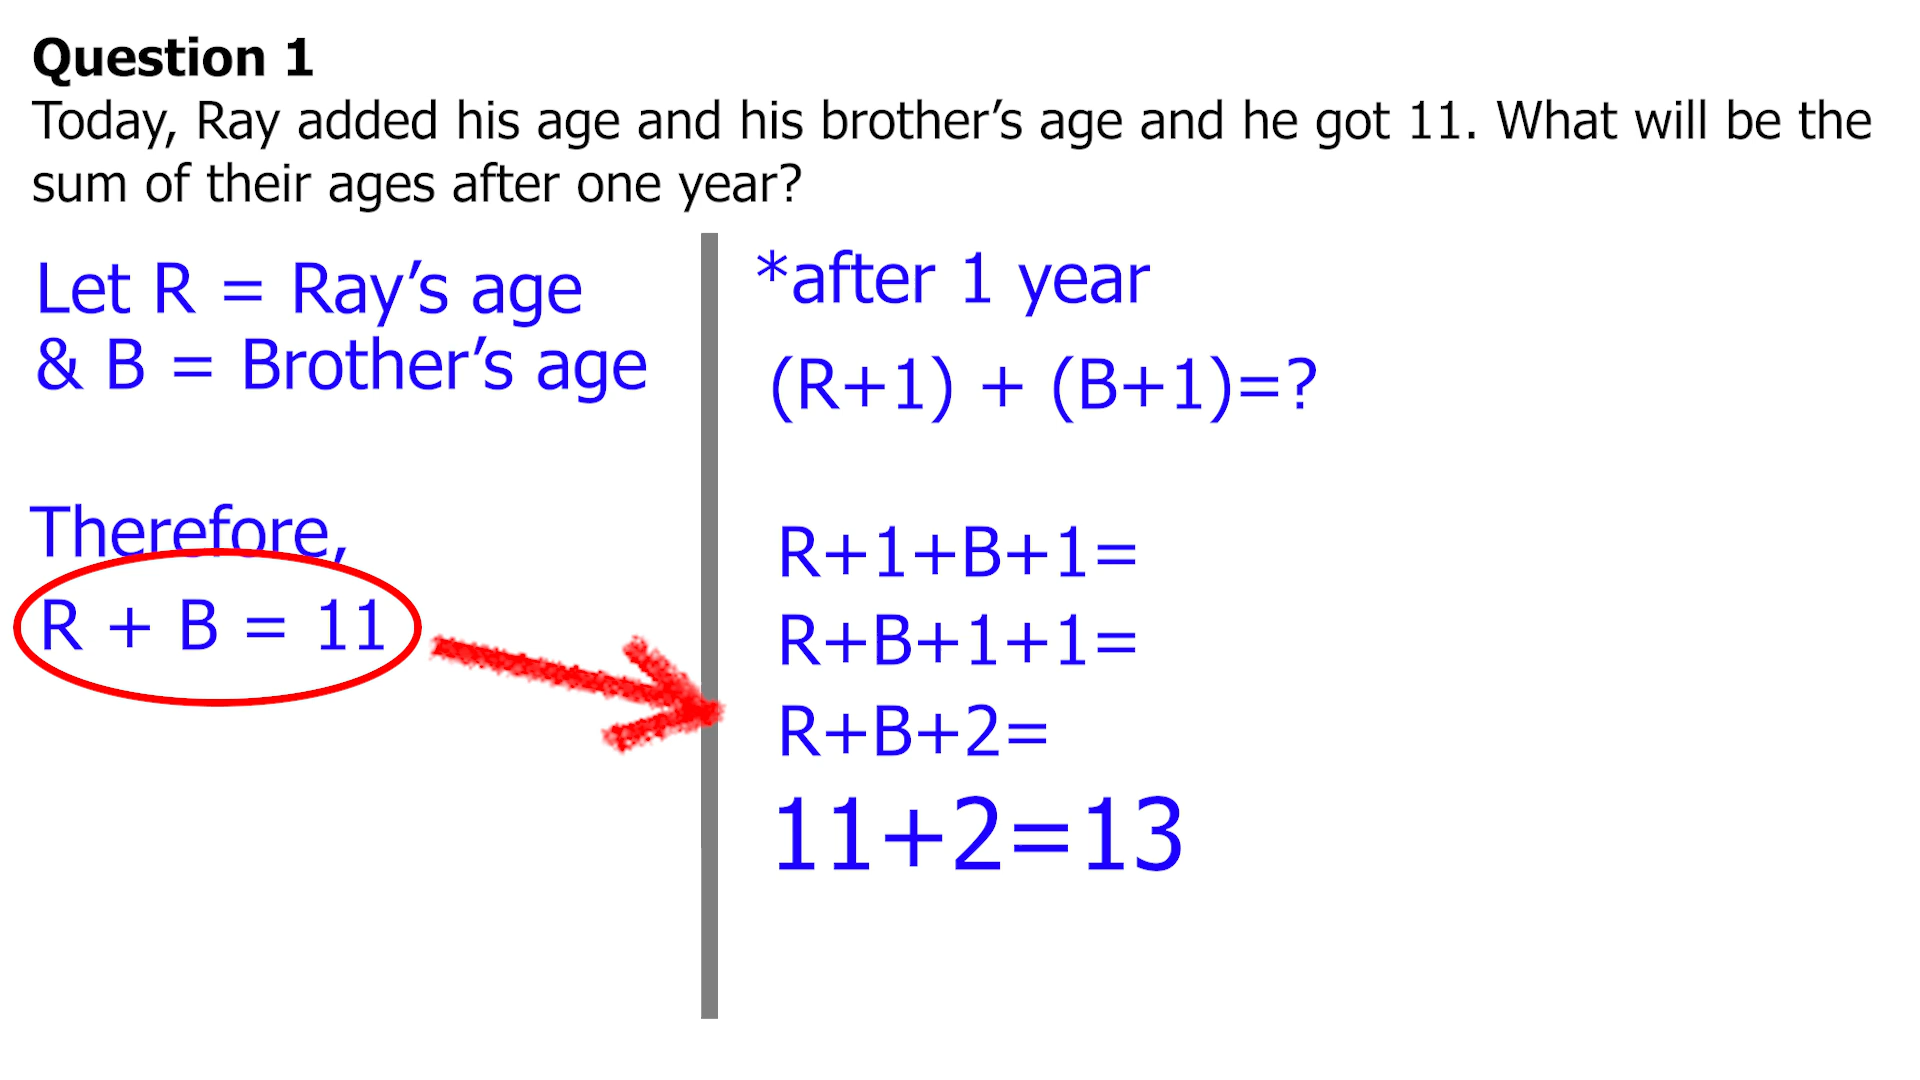 Question 1
Today, Ray added his age and his brother’s age and he got 11. What will be the
sum of their ages after one year?
Let R = Ray’s age
& B = Brother’s age
Therefore,
R + B = 11
*after 1 year
(R+1) + (B+1)=?
R+1+B+1=
R+B+1+1=
R+B+2=
11+2=13